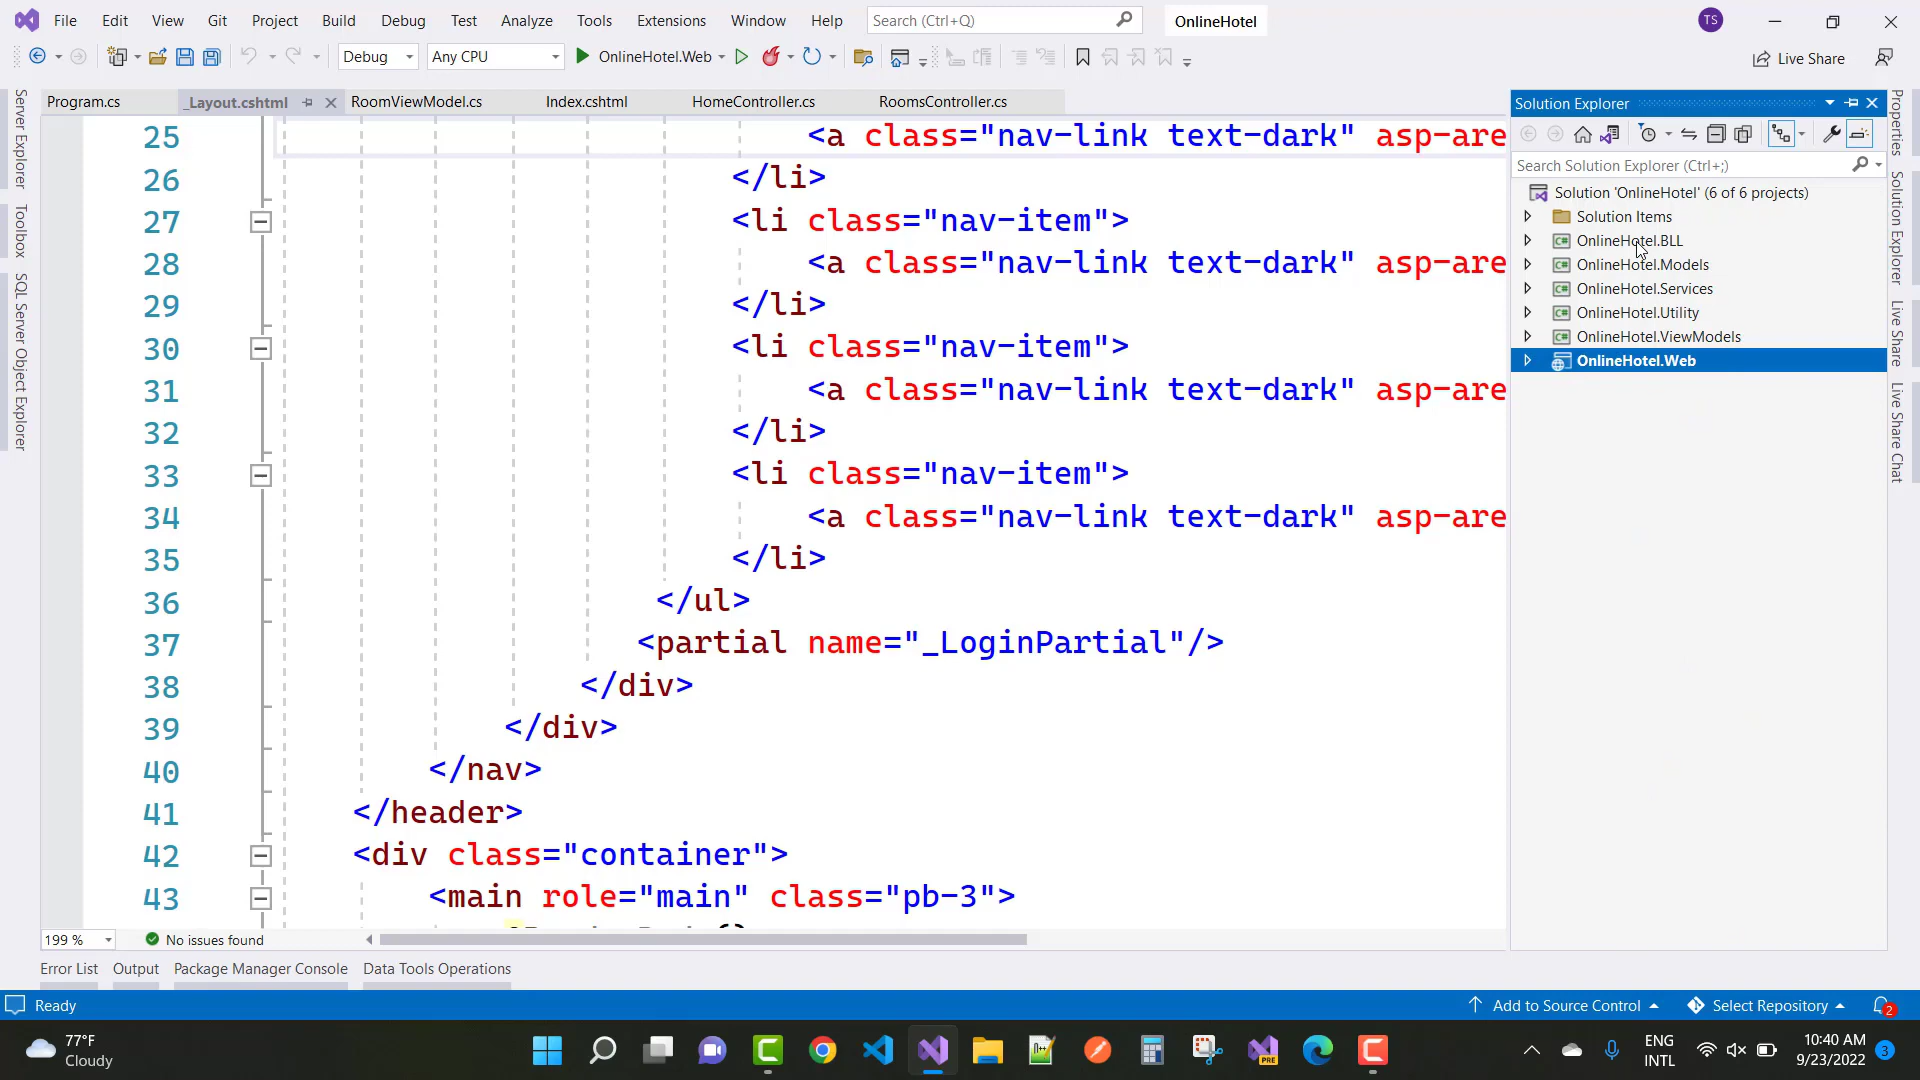 File Edit View Git Project Build Debug Test Analyze Tools Extensions Window Help Search (Ctrl+Q) OnlineHotel TS
Debug Any CPU OnlineHotel.Web Live Share
Program.cs _Layout.cshtml RoomViewModel.cs Index.cshtml HomeController.cs RoomsController.cs
Server Explorer
Toolbox
SQL Server Object Explorer
25 <a class="nav-link text-dark" asp-are
26 </li>
27 <li class="nav-item">
28 <a class="nav-link text-dark" asp-are
29 </li>
30 <li class="nav-item">
31 <a class="nav-link text-dark" asp-are
32 </li>
33 <li class="nav-item">
34 <a class="nav-link text-dark" asp-are
35 </li>
36 </ul>
37 <partial name="_LoginPartial"/>
38 </div>
39 </div>
40 </nav>
41 </header>
42 <div class="container">
43 <main role="main" class="pb-3">
199 % No issues found
Solution Explorer
Search Solution Explorer (Ctrl+;)
Solution 'OnlineHotel' (6 of 6 projects)
Solution Items
OnlineHotel.BLL
OnlineHotel.Models
OnlineHotel.Services
OnlineHotel.Utility
OnlineHotel.ViewModels
OnlineHotel.Web
Properties
Solution Explorer
Live Share
Live Share Chat
Error List Output Package Manager Console Data Tools Operations
Ready Add to Source Control Select Repository 2
77°F
Cloudy
PRE
ENG
INTL
10:40 AM
9/23/2022
3